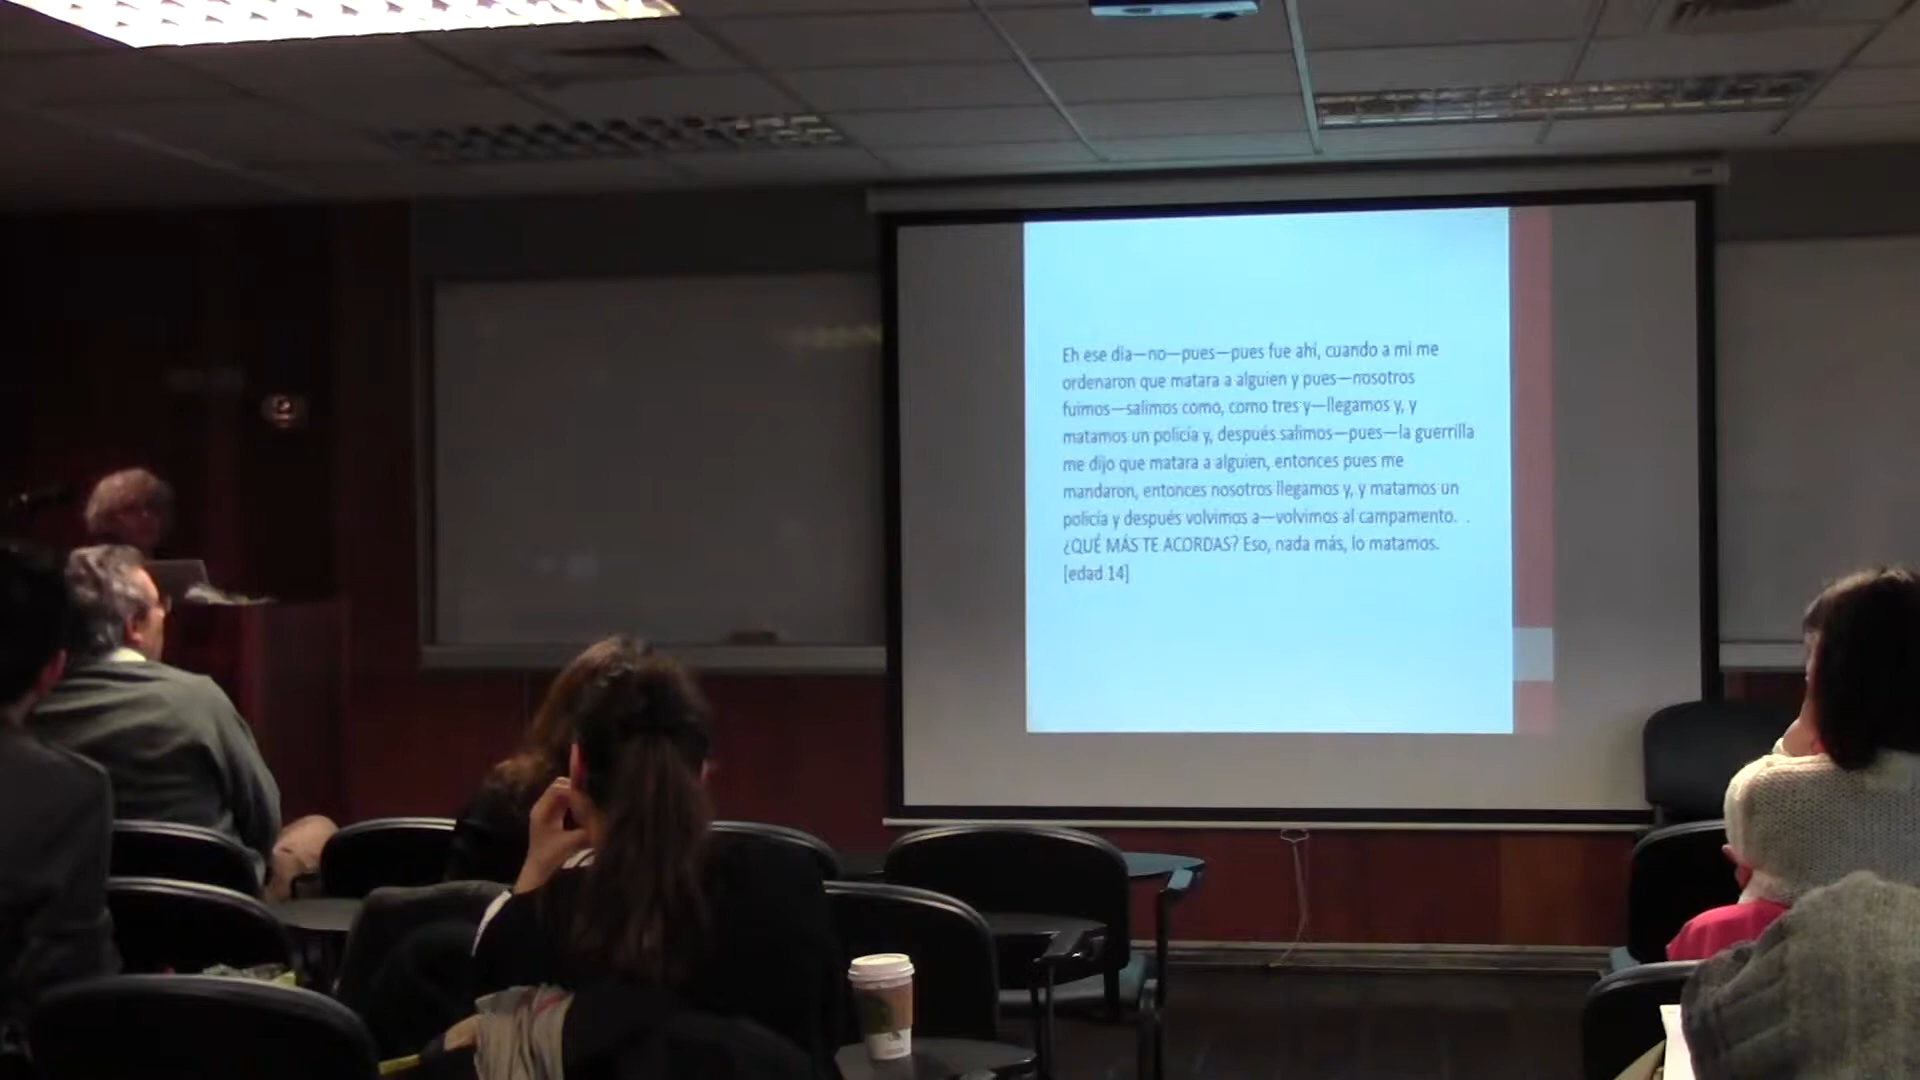 Eh ese día—no—pues—pues fue ahí, cuando a mi me
ordenaron que matara a alguien y pues—nosotros
fuimos—salimos como, como tres y—llegamos y, y
matamos un policía y, después salimos—pues—la guerrilla
me dijo que matara a alguien, entonces pues me
mandaron, entonces nosotros llegamos y, y matamos un
policía y después volvimos a—volvimos al campamento. .
¿QUÉ MÁS TE ACORDAS? Eso, nada más, lo matamos.
[edad 14]